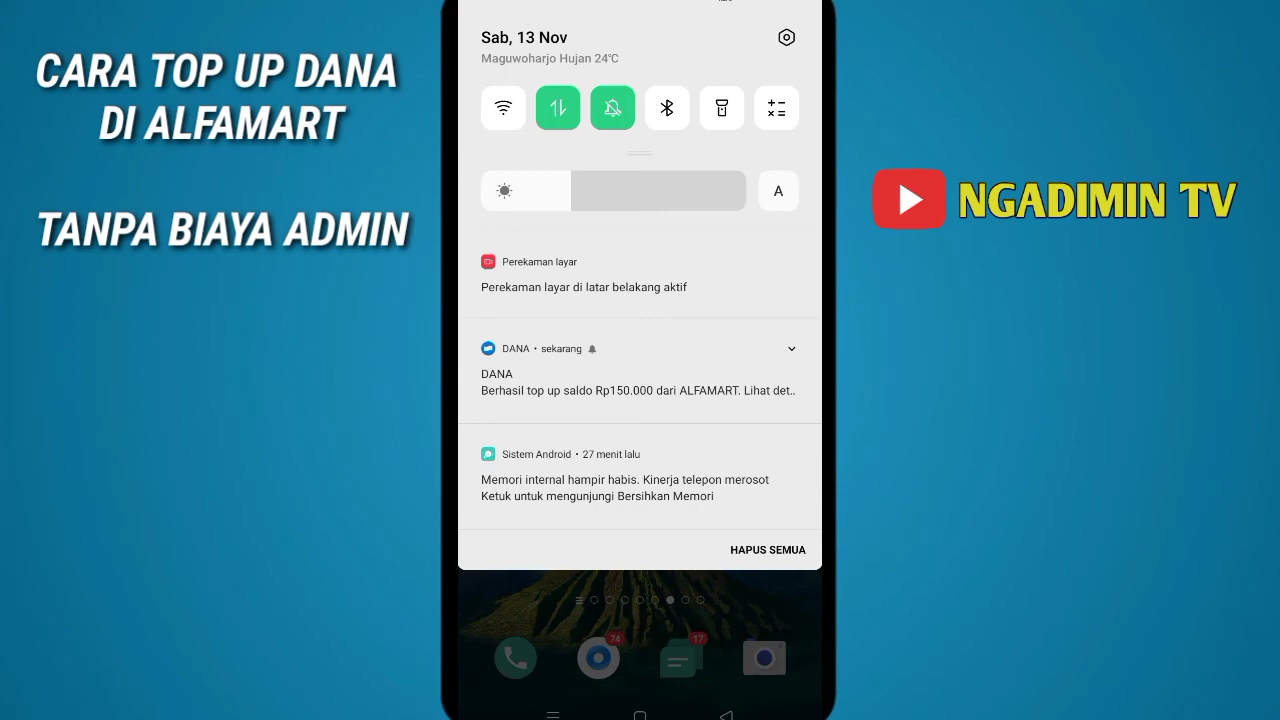 CARA TOP UP DANA
DI ALFAMART
TANPA BIAYA ADMIN
Sab, 13 Nov
Maguwoharjo Hujan 24°C
A
Perekaman layar
Perekaman layar di latar belakang aktif
DANA • sekarang
DANA
Berhasil top up saldo Rp150.000 dari ALFAMART. Lihat det..
Sistem Android • 27 menit lalu
Memori internal hampir habis. Kinerja telepon merosot
Ketuk untuk mengunjungi Bersihkan Memori
HAPUS SEMUA
74
17
NGADIMIN TV